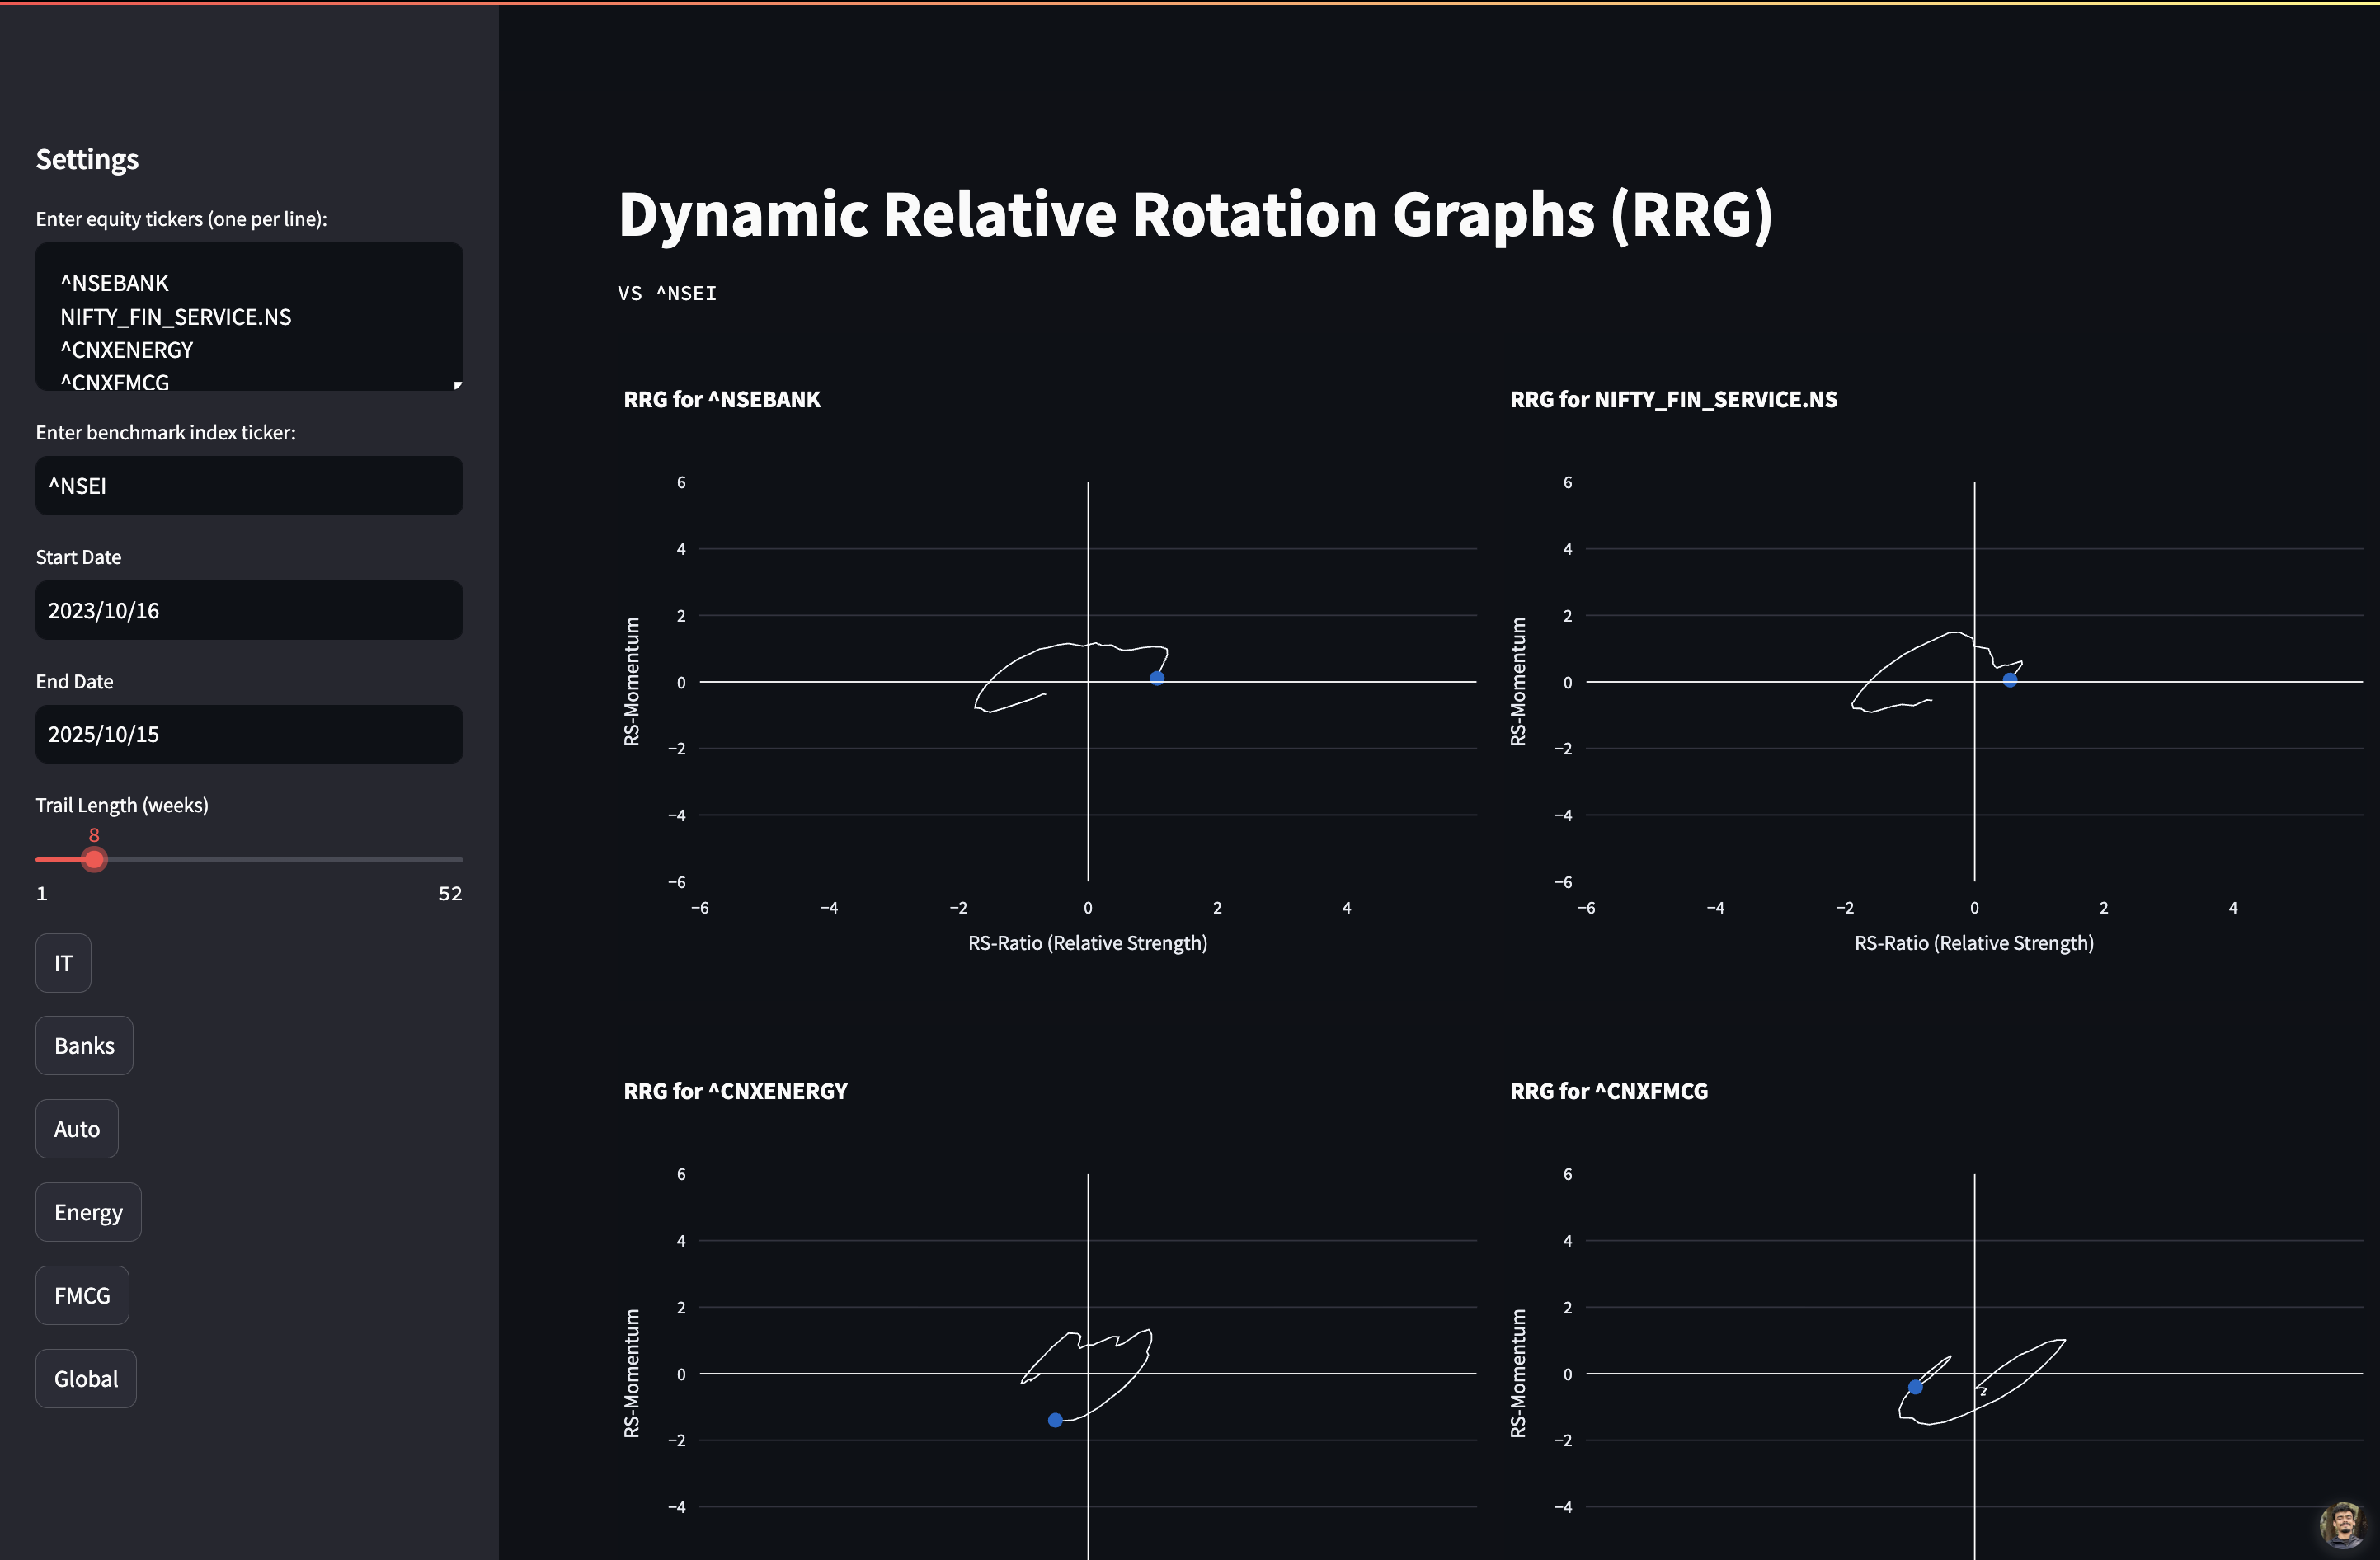 Settings
Enter equity tickers (one per line):
^NSEBANK
NIFTY_FIN_SERVICE.NS
^CNXENERGY
^CNXFMCG
Enter benchmark index ticker:
^NSEI
Start Date
2023/10/16
End Date
2025/10/15
Trail Length (weeks)
8
1 52
IT
Banks
Auto
Energy
FMCG
Global
Dynamic Relative Rotation Graphs (RRG)
VS ^NSEI
RRG for ^NSEBANK
6
4
2
0
−2
−4
−6
RS-Momentum
−6 −4 −2 0 2 4
RS-Ratio (Relative Strength)
RRG for NIFTY_FIN_SERVICE.NS
6
4
2
0
−2
−4
−6
RS-Momentum
−6 −4 −2 0 2 4
RS-Ratio (Relative Strength)
RRG for ^CNXENERGY
6
4
2
0
−2
−4
RS-Momentum
RRG for ^CNXFMCG
6
4
2
0
−2
−4
RS-Momentum